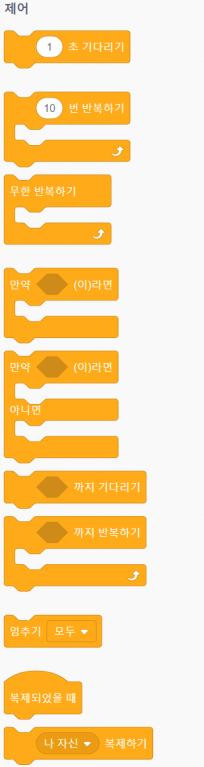 제어
1 초 기다리기
10 번 반복하기
무한 반복하기
만약 (이)라면
만약 (이)라면
아니면
까지 기다리기
까지 반복하기
멈추기 모두
복제되었을 때
나 자신 복제하기